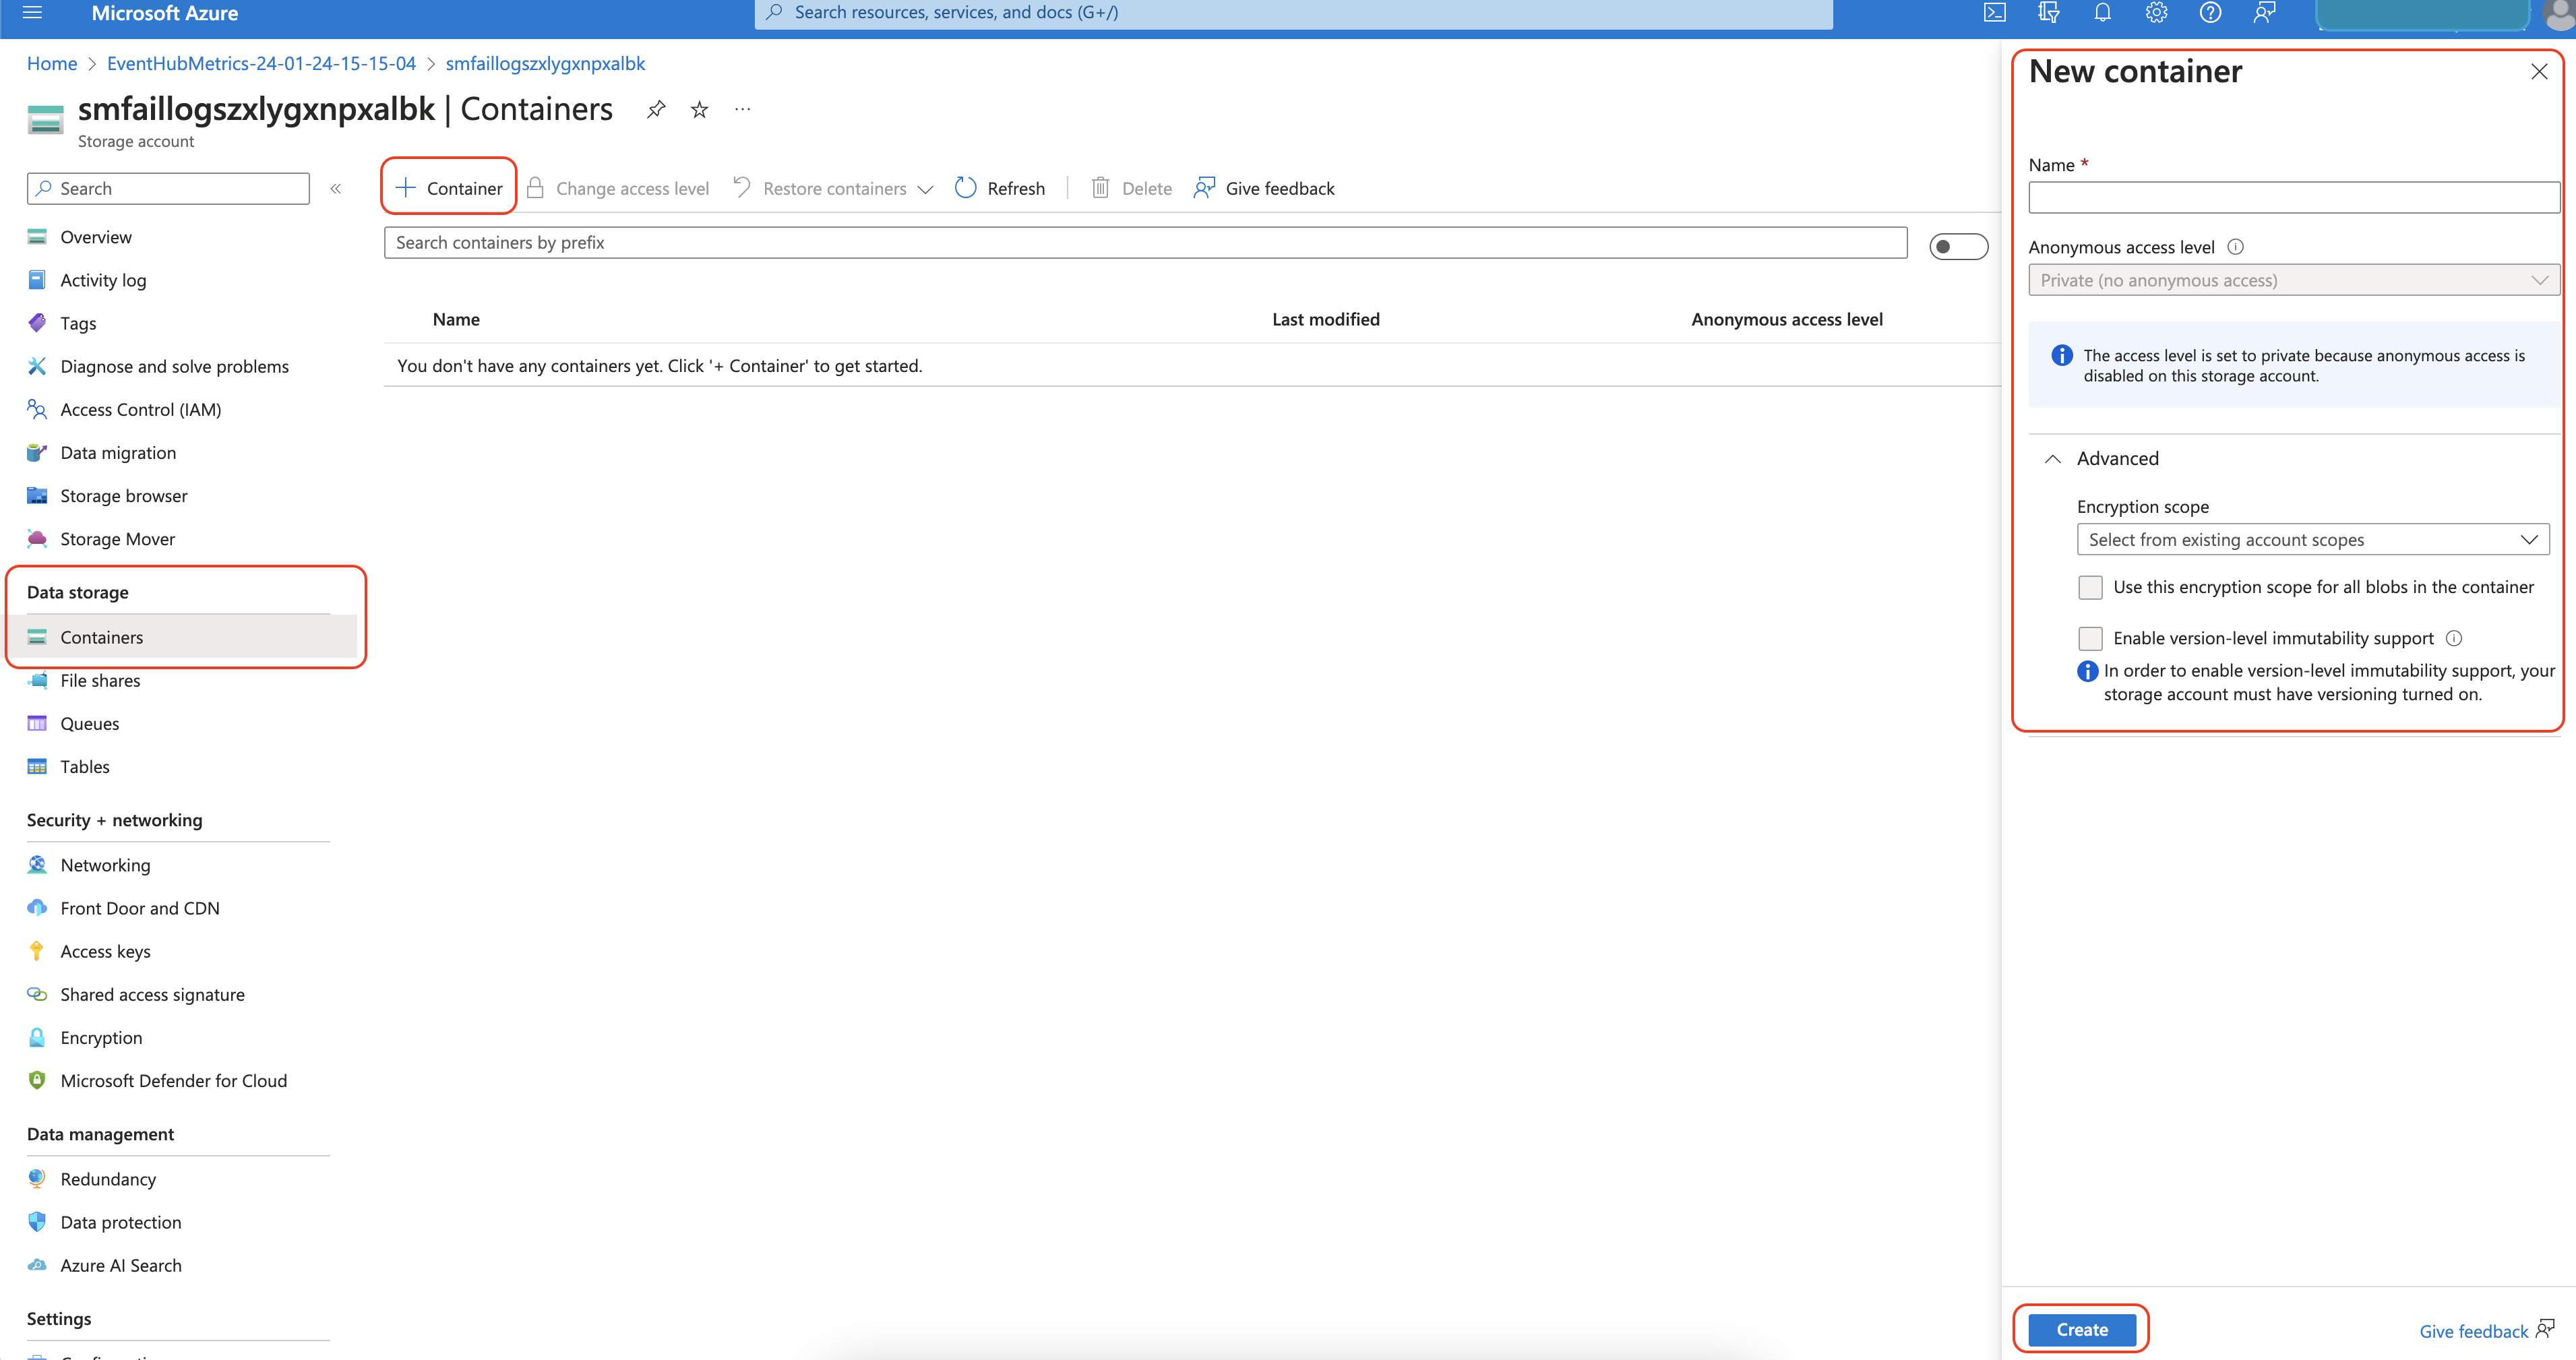 Microsoft Azure
Search resources, services, and docs (G+/)
Home > EventHubMetrics-24-01-24-15-15-04 > smfaillogszxlygxnpxalbk
smfaillogszxlygxnpxalbk | Containers
Storage account
Search
«
Overview
Activity log
Tags
Diagnose and solve problems
Access Control (IAM)
Data migration
Storage browser
Storage Mover
Data storage
Containers
File shares
Queues
Tables
Security + networking
Networking
Front Door and CDN
Access keys
Shared access signature
Encryption
Microsoft Defender for Cloud
Data management
Redundancy
Data protection
Azure AI Search
Settings
+ Container Change access level Restore containers Refresh Delete Give feedback
Search containers by prefix
Name Last modified Anonymous access level
You don't have any containers yet. Click '+ Container' to get started.
New container
Name *
Anonymous access level
Private (no anonymous access)
The access level is set to private because anonymous access is
disabled on this storage account.
Advanced
Encryption scope
Select from existing account scopes
Use this encryption scope for all blobs in the container
Enable version-level immutability support
In order to enable version-level immutability support, your
storage account must have versioning turned on.
Create
Give feedback